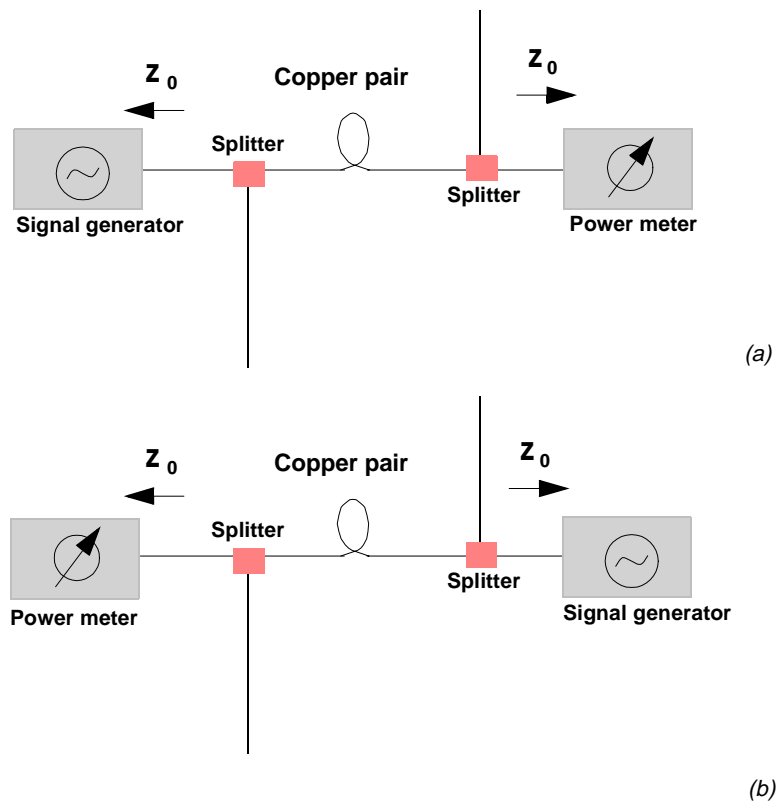 Z 0
Z 0
Copper pair
Splitter
Splitter
Signal generator
Power meter
(a)
Z 0
Z 0
Copper pair
Splitter
Splitter
Power meter
Signal generator
(b)